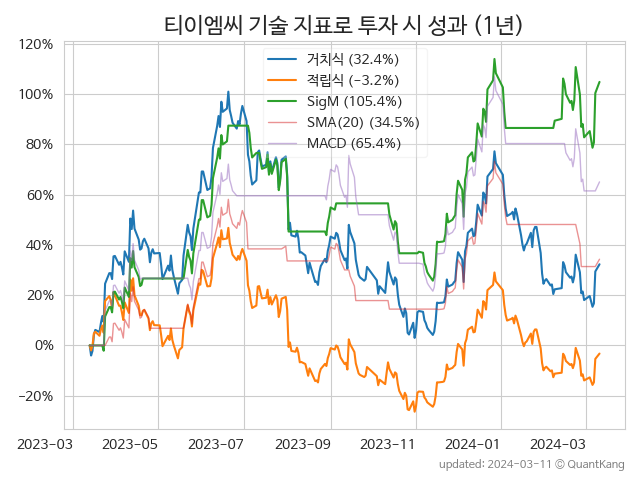 티이엠씨 기술 지표로 투자 시 성과 (1년)
120%
100%
80%
60%
40%
20%
0%
−20%
거치식 (32.4%)
적립식 (−3.2%)
SigM (105.4%)
SMA(20) (34.5%)
MACD (65.4%)
2023-03
2023-05
2023-07
2023-09
2023-11
2024-01
2024-03
updated: 2024-03-11 © QuantKang